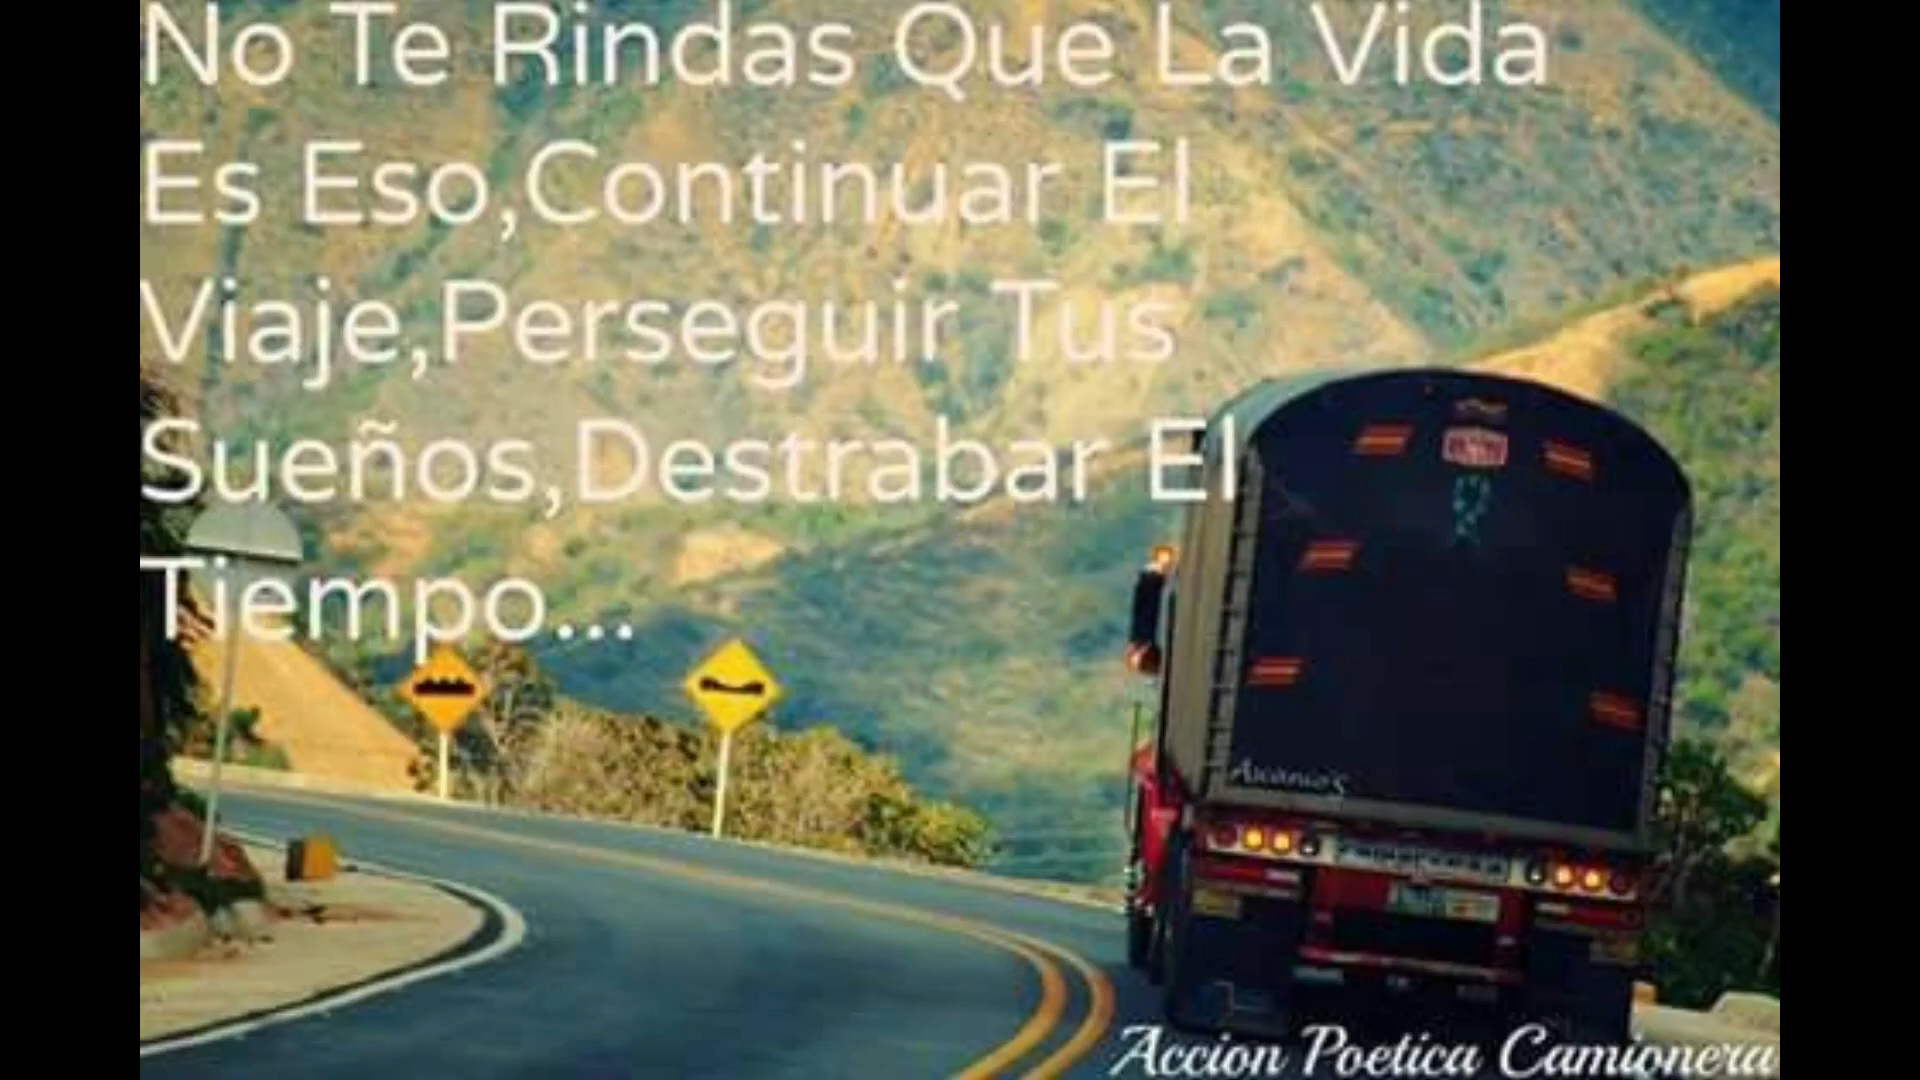 No Te Rindas Que La Vida
Es Eso,Continuar El
Viaje,Perseguir Tus
Sueños,Destrabar El
Tiempo...
Ascanio'S
Accion Poetica Camionera